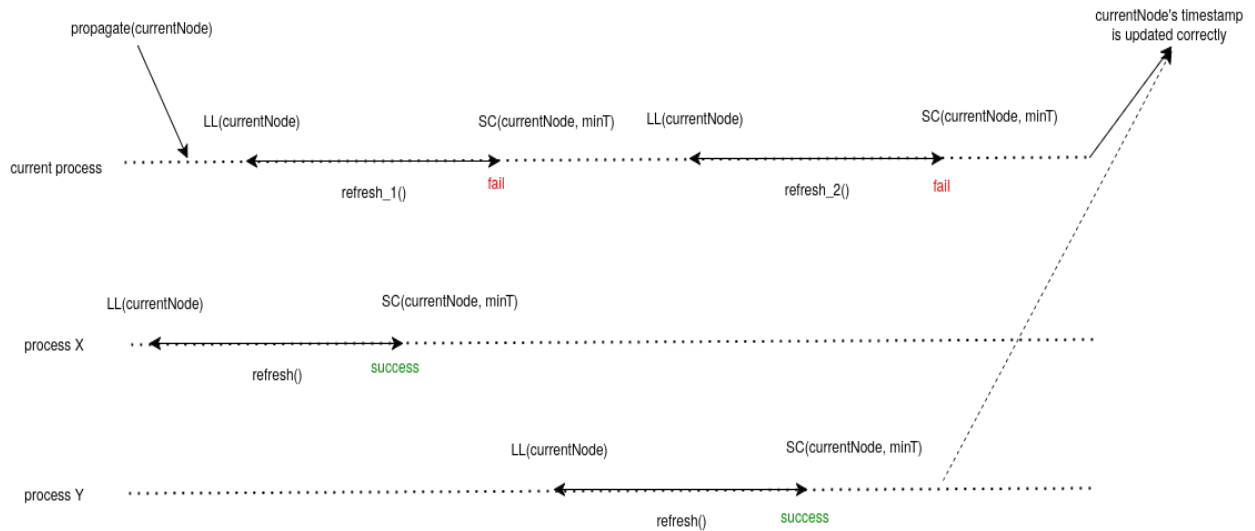 propagate(currentNode)
currentNode's timestamp
is updated correctly
LL(currentNode)
SC(currentNode, minT)
LL(currentNode)
SC(currentNode, minT)
current process
refresh_1()
fail
refresh_2()
fail
LL(currentNode)
SC(currentNode, minT)
process X
refresh()
success
LL(currentNode)
SC(currentNode, minT)
process Y
refresh()
success